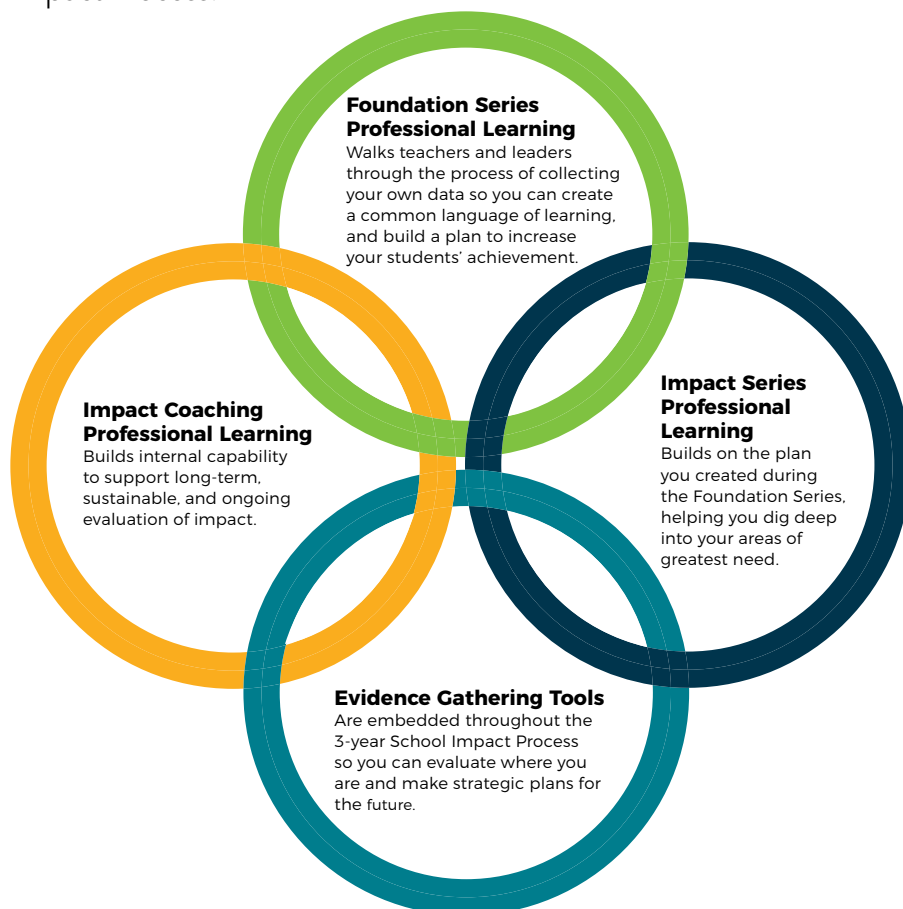 Foundation Series
Professional Learning
Walks teachers and leaders
through the process of collecting
your own data so you can create
a common language of learning,
and build a plan to increase
your students’ achievement.
Impact Coaching
Professional Learning
Builds internal capability
to support long-term,
sustainable, and ongoing
evaluation of impact.
Impact Series
Professional
Learning
Builds on the plan
you created during
the Foundation Series,
helping you dig deep
into your areas of
greatest need.
Evidence Gathering Tools
Are embedded throughout the
3-year School Impact Process
so you can evaluate where you
are and make strategic plans for
the future.